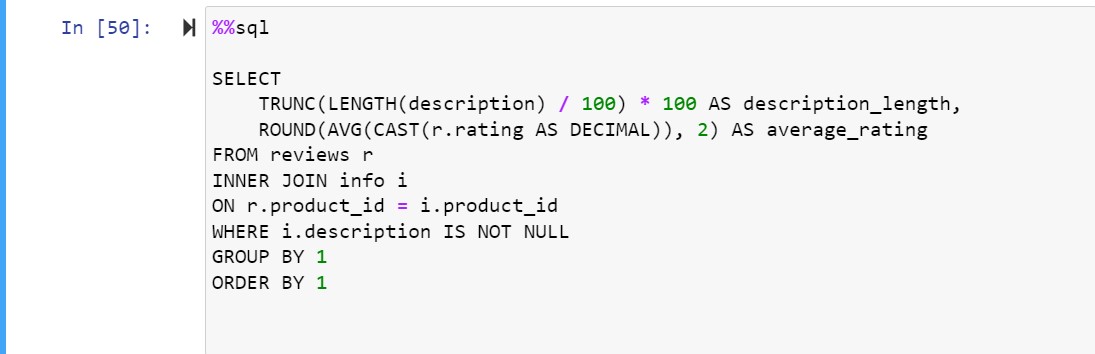 In [50]:
%%sql
SELECT
TRUNC(LENGTH(description) / 100) * 100 AS description_length,
ROUND(AVG(CAST(r.rating AS DECIMAL)), 2) AS average_rating
FROM reviews r
INNER JOIN info i
ON r.product_id = i.product_id
WHERE i.description IS NOT NULL
GROUP BY 1
ORDER BY 1